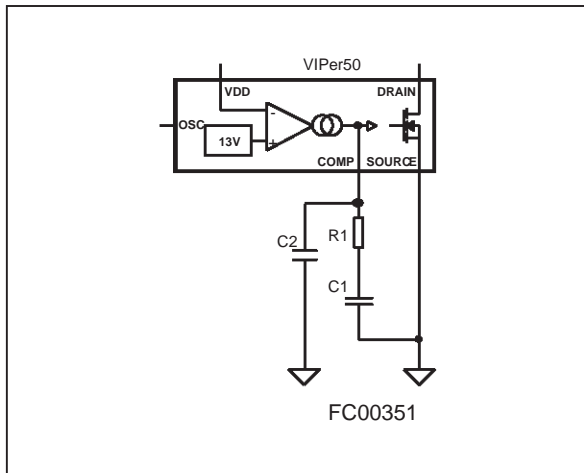 VIPer50
VDD
DRAIN
OSC
-
13V
+
COMP
SOURCE
C2
R1
C1
FC00351